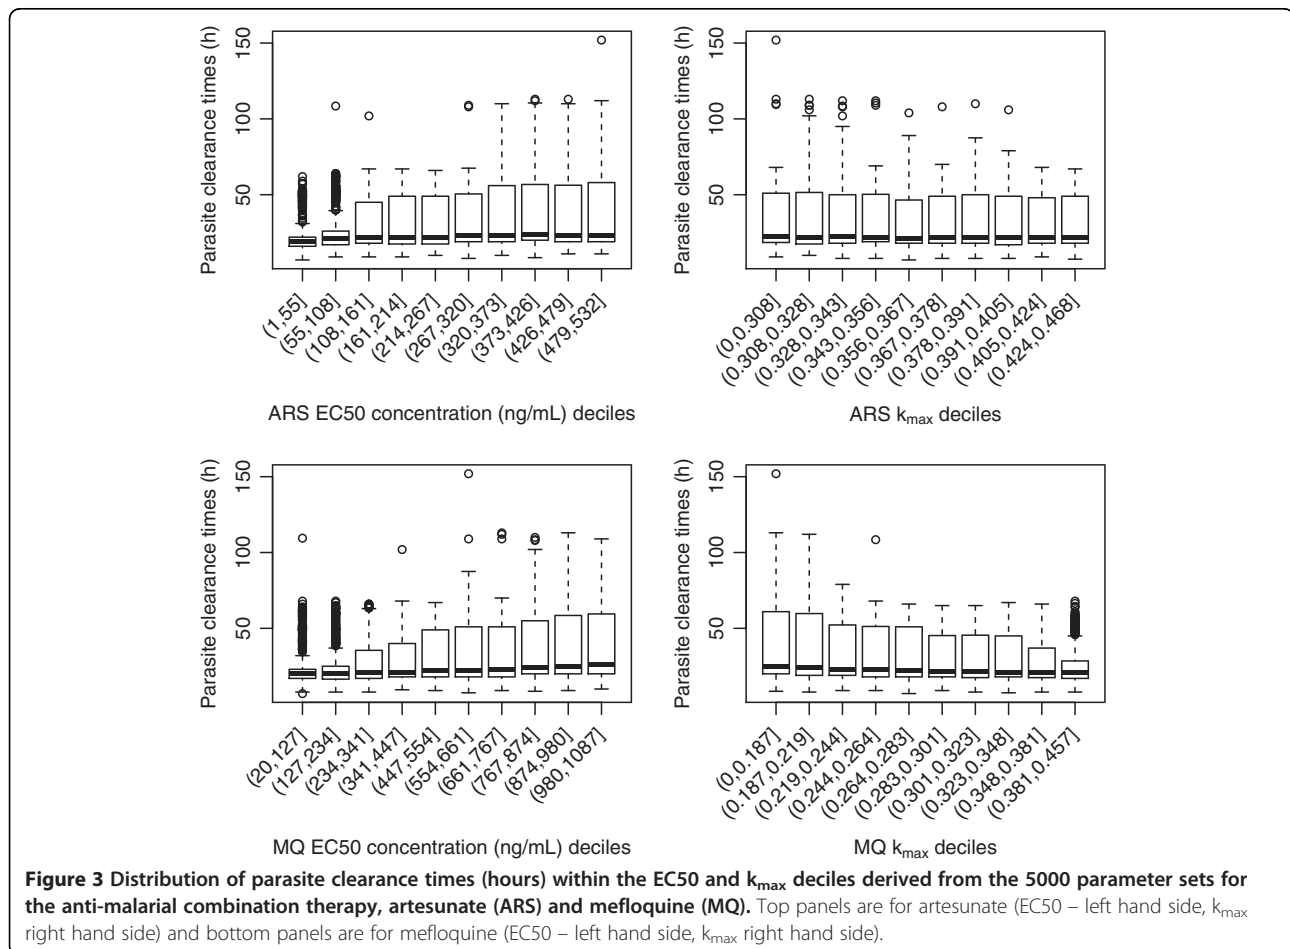 Parasite clearance times (h)
50 100 150
(1,55]
(55,108]
(108,161]
(161,214]
(214,267]
(267,320]
(320,373]
(373,426]
(426,479]
(479,532]
ARS EC50 concentration (ng/mL) deciles
Parasite clearance times (h)
50 100 150
(0,0.308]
(0.308,0.328]
(0.328,0.343]
(0.343,0.356]
(0.356,0.367]
(0.367,0.378]
(0.378,0.391]
(0.391,0.405]
(0.405,0.424]
(0.424,0.468]
ARS kmax deciles
Parasite clearance times (h)
50 100 150
(20,127]
(127,234]
(234,341]
(341,447]
(447,554]
(554,661]
(661,767]
(767,874]
(874,980]
(980,1087]
MQ EC50 concentration (ng/mL) deciles
Parasite clearance times (h)
50 100 150
(0,0.187]
(0.187,0.219]
(0.219,0.244]
(0.244,0.264]
(0.264,0.283]
(0.283,0.301]
(0.301,0.323]
(0.323,0.348]
(0.348,0.381]
(0.381,0.457]
MQ kmax deciles
Figure 3 Distribution of parasite clearance times (hours) within the EC50 and kmax deciles derived from the 5000 parameter sets for
the anti-malarial combination therapy, artesunate (ARS) and mefloquine (MQ). Top panels are for artesunate (EC50 – left hand side, kmax
right hand side) and bottom panels are for mefloquine (EC50 – left hand side, kmax right hand side).